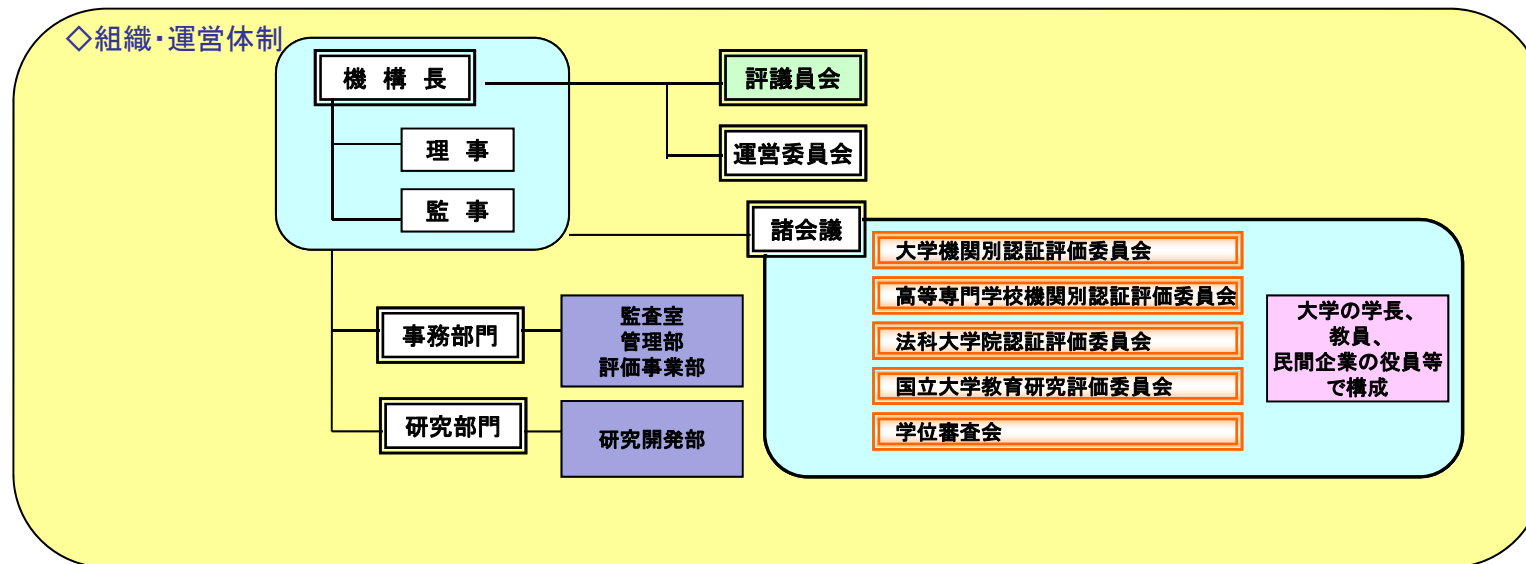 ◇組織・運営体制
機 構 長
理 事
監 事
評議員会
運営委員会
諸会議
大学機関別認証評価委員会
高等専門学校機関別認証評価委員会
法科大学院認証評価委員会
国立大学教育研究評価委員会
学位審査会
大学の学長、
教員、
民間企業の役員等
で構成
事務部門
監査室
管理部
評価事業部
研究部門
研究開発部